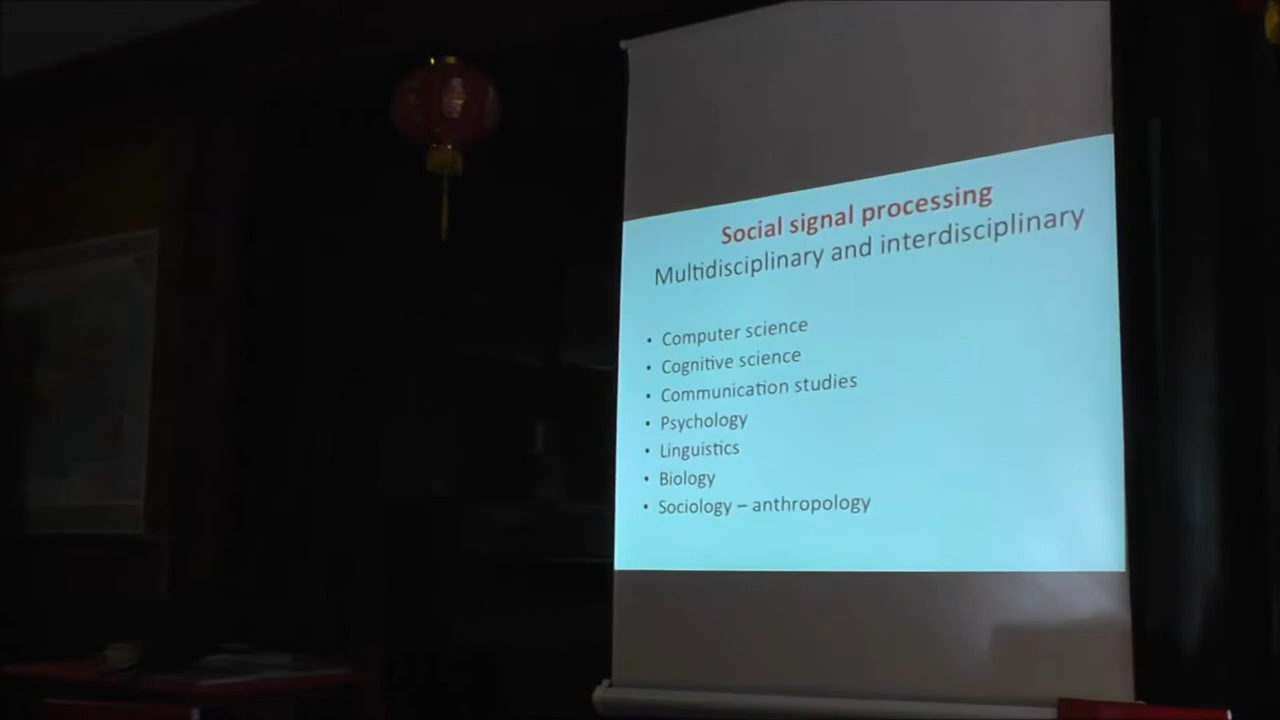 Social signal processing
Multidisciplinary and interdisciplinary
• Computer science
• Cognitive science
• Communication studies
• Psychology
• Linguistics
• Biology
• Sociology – anthropology